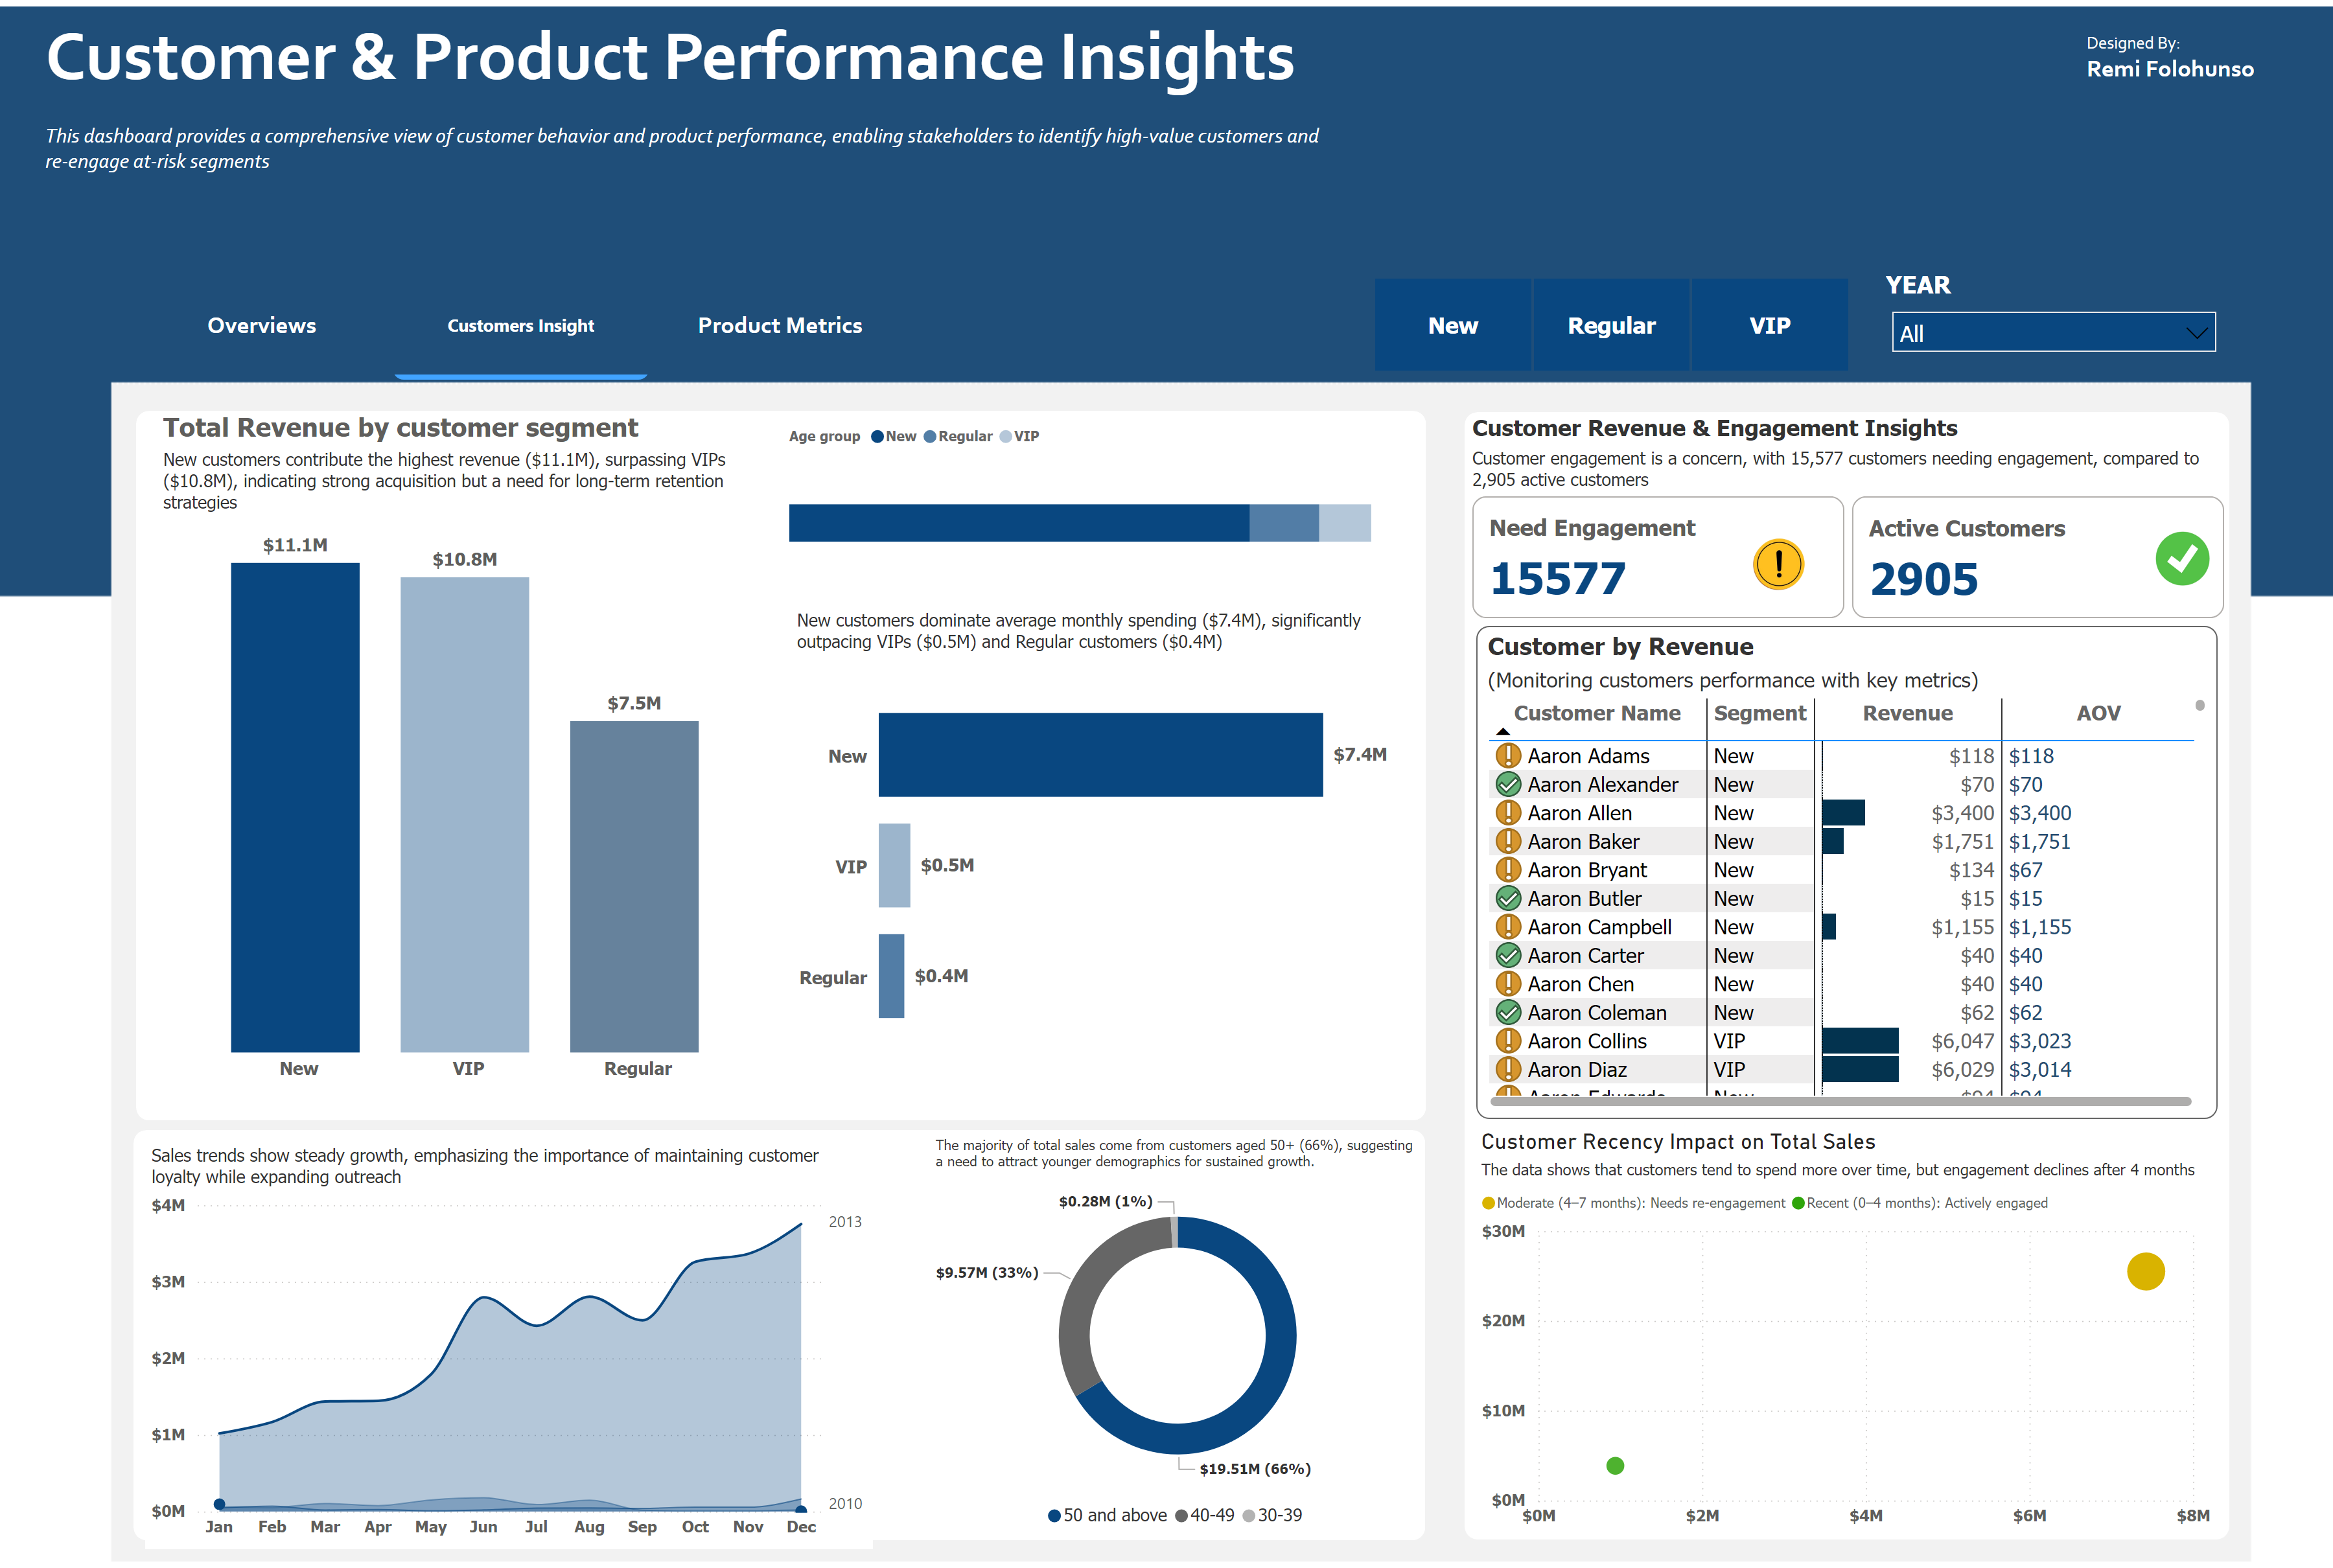 Customer & Product Performance Insights
Designed By:
Remi Folohunso
This dashboard provides a comprehensive view of customer behavior and product performance, enabling stakeholders to identify high-value customers and
re-engage at-risk segments
Overviews
Customers Insight
Product Metrics
New
Regular
VIP
YEAR
All
Total Revenue by customer segment
New customers contribute the highest revenue ($11.1M), surpassing VIPs
($10.8M), indicating strong acquisition but a need for long-term retention
strategies
$11.1M
$10.8M
$7.5M
New
VIP
Regular
Age group New Regular VIP
New customers dominate average monthly spending ($7.4M), significantly
outpacing VIPs ($0.5M) and Regular customers ($0.4M)
New $7.4M
VIP $0.5M
Regular $0.4M
Customer Revenue & Engagement Insights
Customer engagement is a concern, with 15,577 customers needing engagement, compared to
2,905 active customers
Need Engagement
15577
Active Customers
2905
Customer by Revenue
(Monitoring customers performance with key metrics)
Customer Name Segment Revenue AOV
Aaron Adams New $118 $118
Aaron Alexander New $70 $70
Aaron Allen New $3,400 $3,400
Aaron Baker New $1,751 $1,751
Aaron Bryant New $134 $67
Aaron Butler New $15 $15
Aaron Campbell New $1,155 $1,155
Aaron Carter New $40 $40
Aaron Chen New $40 $40
Aaron Coleman New $62 $62
Aaron Collins VIP $6,047 $3,023
Aaron Diaz VIP $6,029 $3,014
Sales trends show steady growth, emphasizing the importance of maintaining customer
loyalty while expanding outreach
$4M
$3M
$2M
$1M
$0M
2013
2010
Jan Feb Mar Apr May Jun Jul Aug Sep Oct Nov Dec
The majority of total sales come from customers aged 50+ (66%), suggesting
a need to attract younger demographics for sustained growth.
$0.28M (1%)
$9.57M (33%)
$19.51M (66%)
50 and above 40-49 30-39
Customer Recency Impact on Total Sales
The data shows that customers tend to spend more over time, but engagement declines after 4 months
Moderate (4–7 months): Needs re-engagement Recent (0–4 months): Actively engaged
$30M
$20M
$10M
$0M
$0M $2M $4M $6M $8M